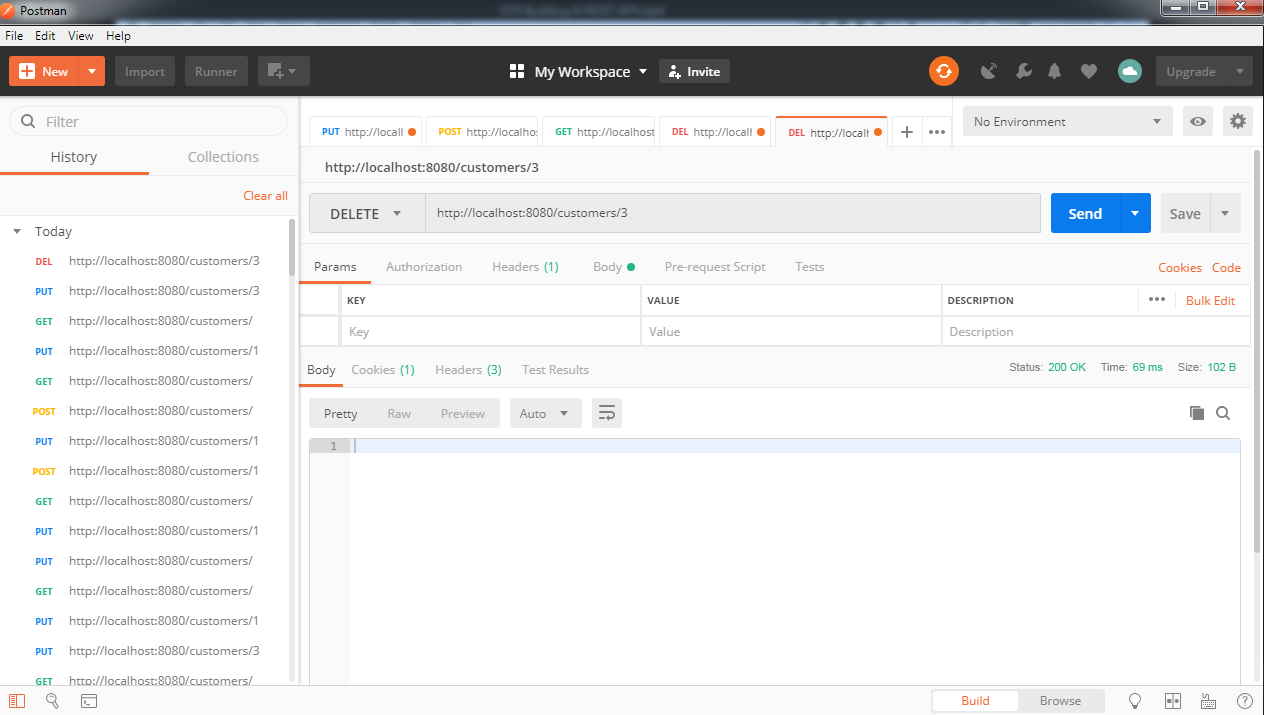 Postman
File Edit View Help
New Import Runner My Workspace Invite Upgrade
Filter
History Collections
Clear all
Today
DEL http://localhost:8080/customers/3
PUT http://localhost:8080/customers/3
GET http://localhost:8080/customers/
PUT http://localhost:8080/customers/1
GET http://localhost:8080/customers/
POST http://localhost:8080/customers/
PUT http://localhost:8080/customers/1
POST http://localhost:8080/customers/1
GET http://localhost:8080/customers/
PUT http://localhost:8080/customers/1
PUT http://localhost:8080/customers/
GET http://localhost:8080/customers/
PUT http://localhost:8080/customers/1
PUT http://localhost:8080/customers/3
GET http://localhost:8080/customers/
PUT http://locall POST http://localho GET http://localhost DEL http://locall DEL http://locall + No Environment
http://localhost:8080/customers/3
DELETE http://localhost:8080/customers/3 Send Save
Params Authorization Headers (1) Body Pre-request Script Tests Cookies Code
KEY VALUE DESCRIPTION ••• Bulk Edit
Key Value Description
Body Cookies (1) Headers (3) Test Results Status: 200 OK Time: 69 ms Size: 102 B
Pretty Raw Preview Auto
1
Build Browse